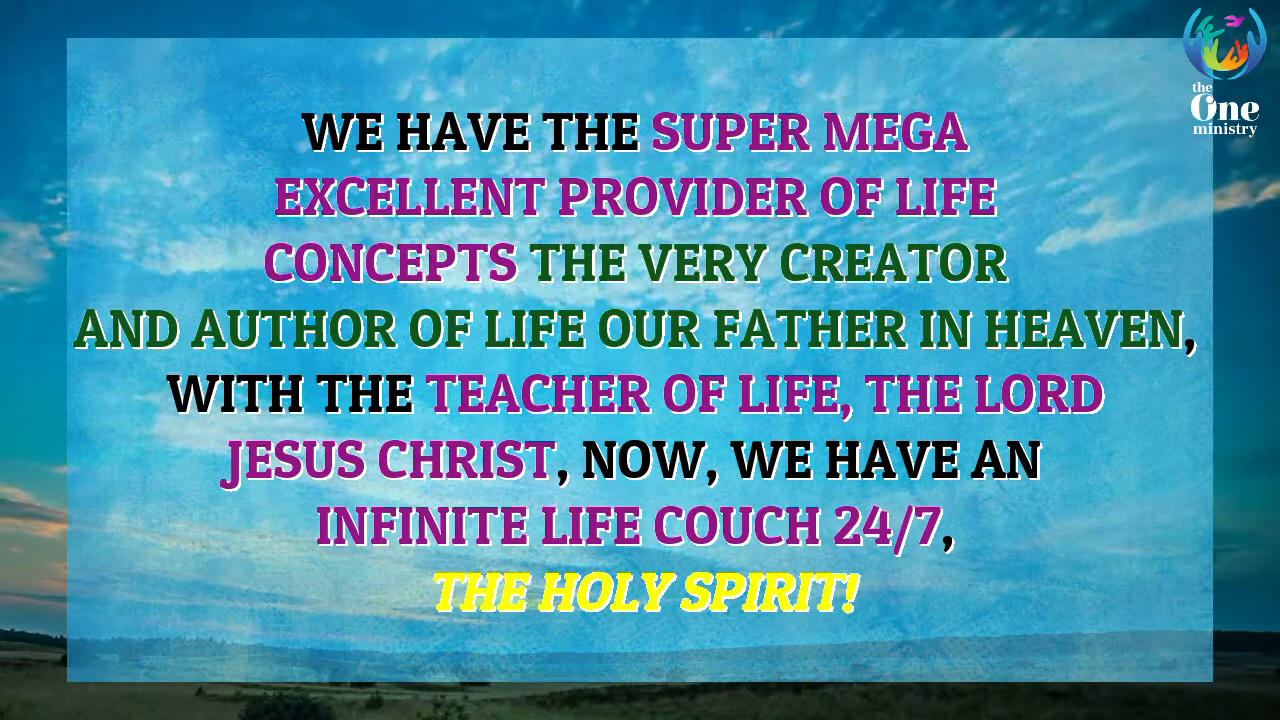 the
One
ministry
WE HAVE THE SUPER MEGA
EXCELLENT PROVIDER OF LIFE
CONCEPTS THE VERY CREATOR
AND AUTHOR OF LIFE OUR FATHER IN HEAVEN,
WITH THE TEACHER OF LIFE, THE LORD
JESUS CHRIST, NOW, WE HAVE AN
INFINITE LIFE COUCH 24/7,
THE HOLY SPIRIT!